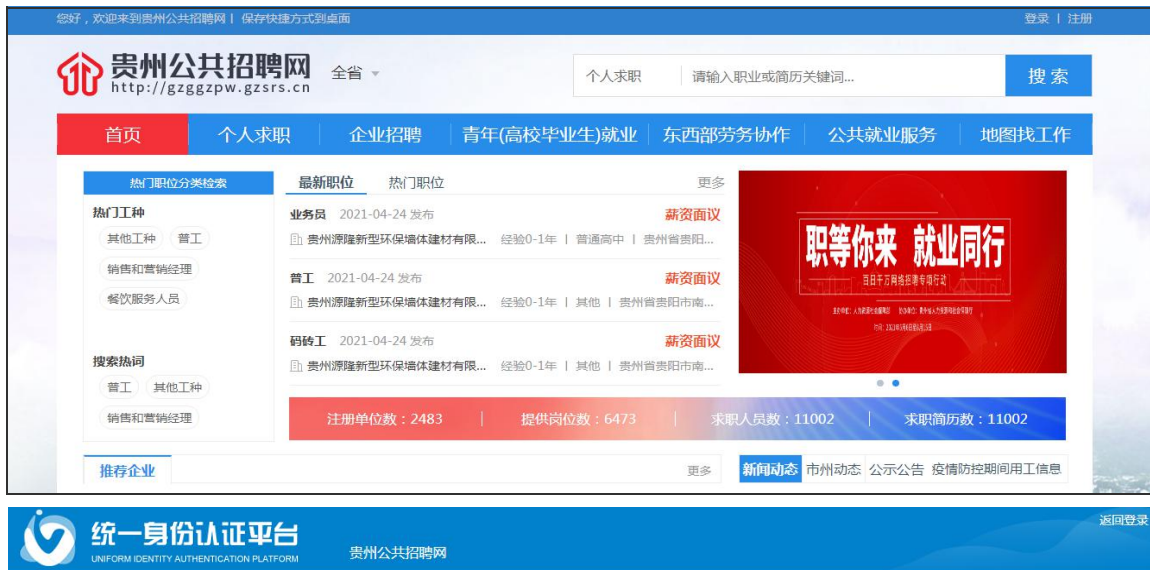 您好，欢迎来到贵州公共招聘网 | 保存快捷方式到桌面
登录 | 注册
贵州公共招聘网
http://gzggzpw.gzsrs.cn
全省
个人求职
请输入职业或简历关键词...
搜 索
首页
个人求职
企业招聘
青年(高校毕业生)就业
东西部劳务协作
公共就业服务
地图找工作
热门职位分类检索
热门工种
其他工种 普工
销售和营销经理
餐饮服务人员
搜索热词
普工 其他工种
销售和营销经理
最新职位 热门职位 更多
业务员 2021-04-24 发布 薪资面议
贵州源隆新型环保墙体建材有限... 经验0-1年 | 普通高中 | 贵州省贵阳...
普工 2021-04-24 发布 薪资面议
贵州源隆新型环保墙体建材有限... 经验0-1年 | 其他 | 贵州省贵阳市南...
码砖工 2021-04-24 发布 薪资面议
贵州源隆新型环保墙体建材有限... 经验0-1年 | 其他 | 贵州省贵阳市南...
职等你来 就业同行
百日千万网络招聘专项行动
注册单位数：2483 | 提供岗位数：6473 | 求职人员数：11002 | 求职简历数：11002
推荐企业 更多
新闻动态 市州动态 公示公告 疫情防控期间用工信息
统一身份认证平台
UNIFORM IDENTITY AUTHENTICATION PLATFORM
贵州公共招聘网
返回登录